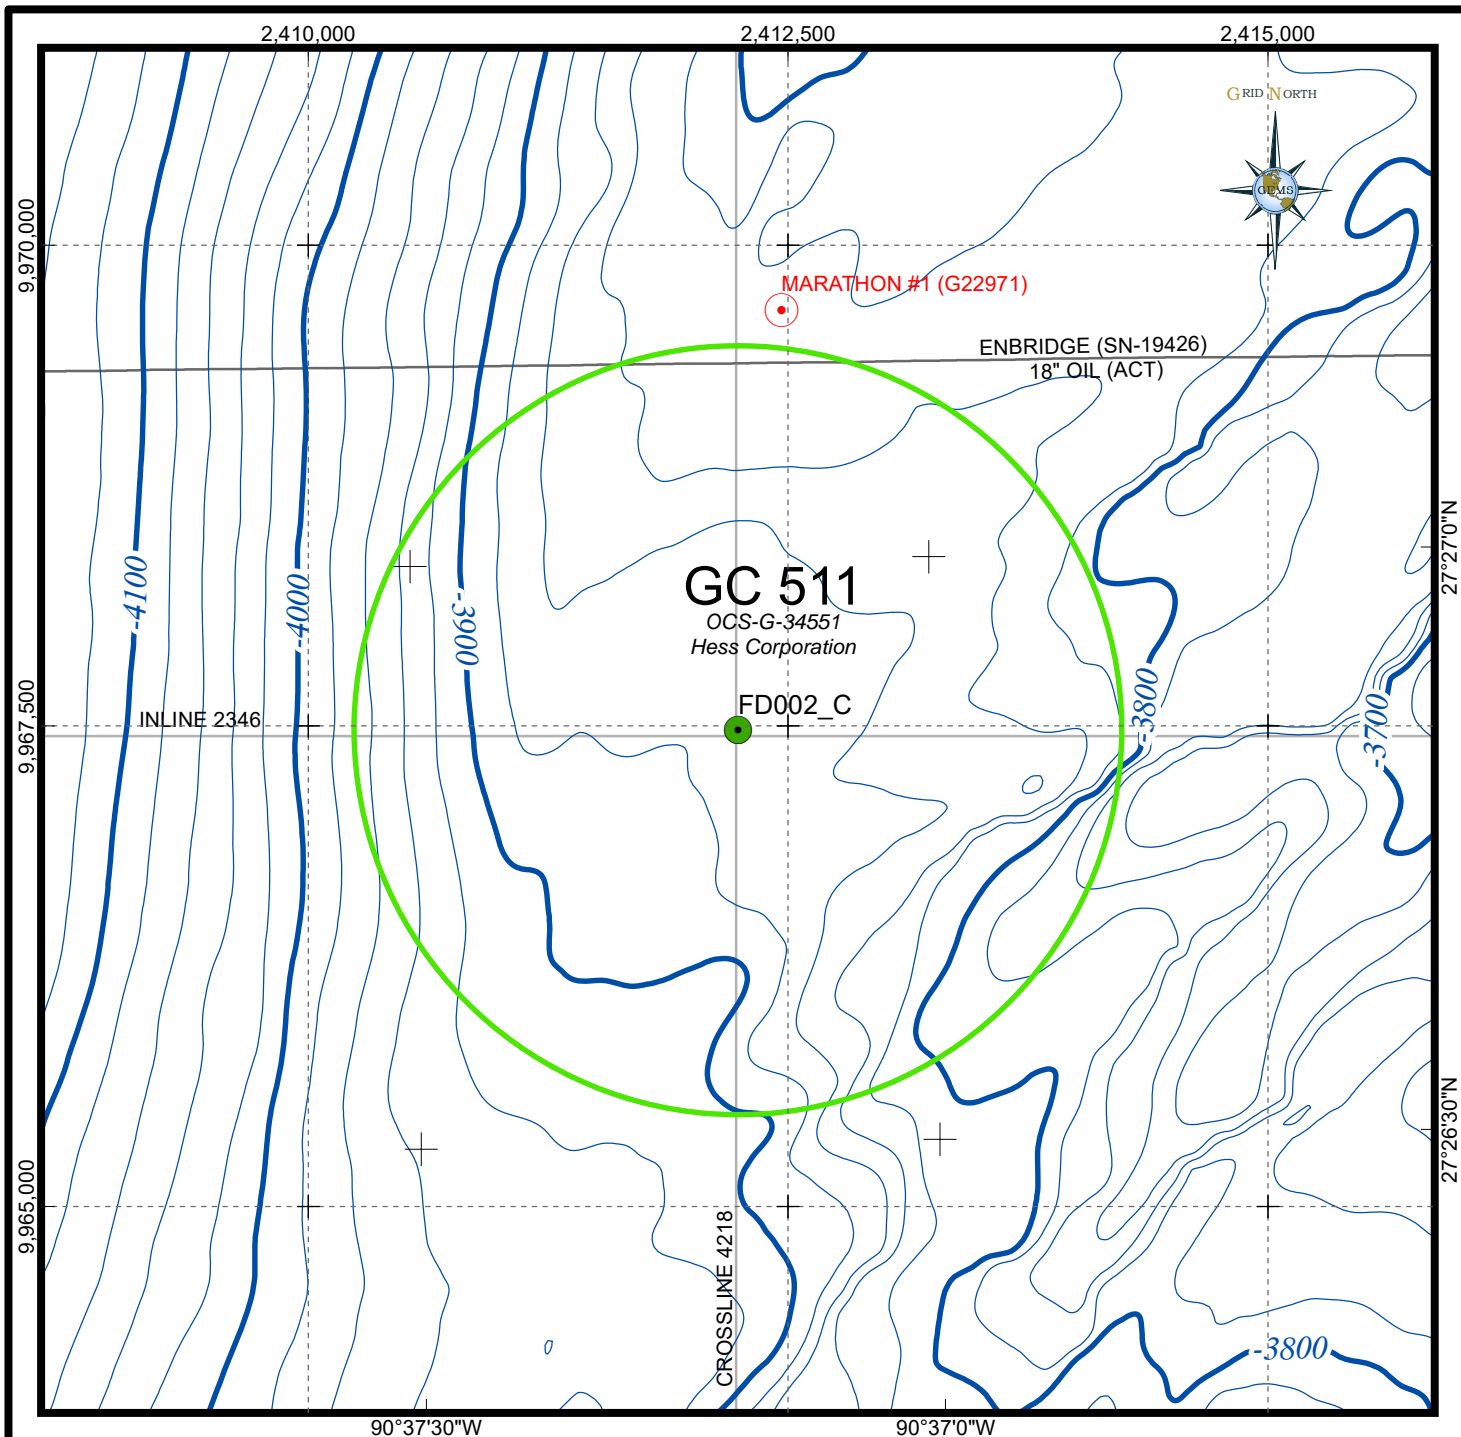 2,410,000
2,412,500
2,415,000
GRID NORTH
GEMS
9,970,000
MARATHON #1 (G22971)
ENBRIDGE (SN-19426)
18" OIL (ACT)
27°27'0"N
-4100
-4000
-3900
GC 511
OCS-G-34551
Hess Corporation
FD002_C
-3800
-3700
INLINE 2346
9,967,500
27°26'30"N
9,965,000
CROSSLINE 4218
-3800
90°37'30"W
90°37'0"W